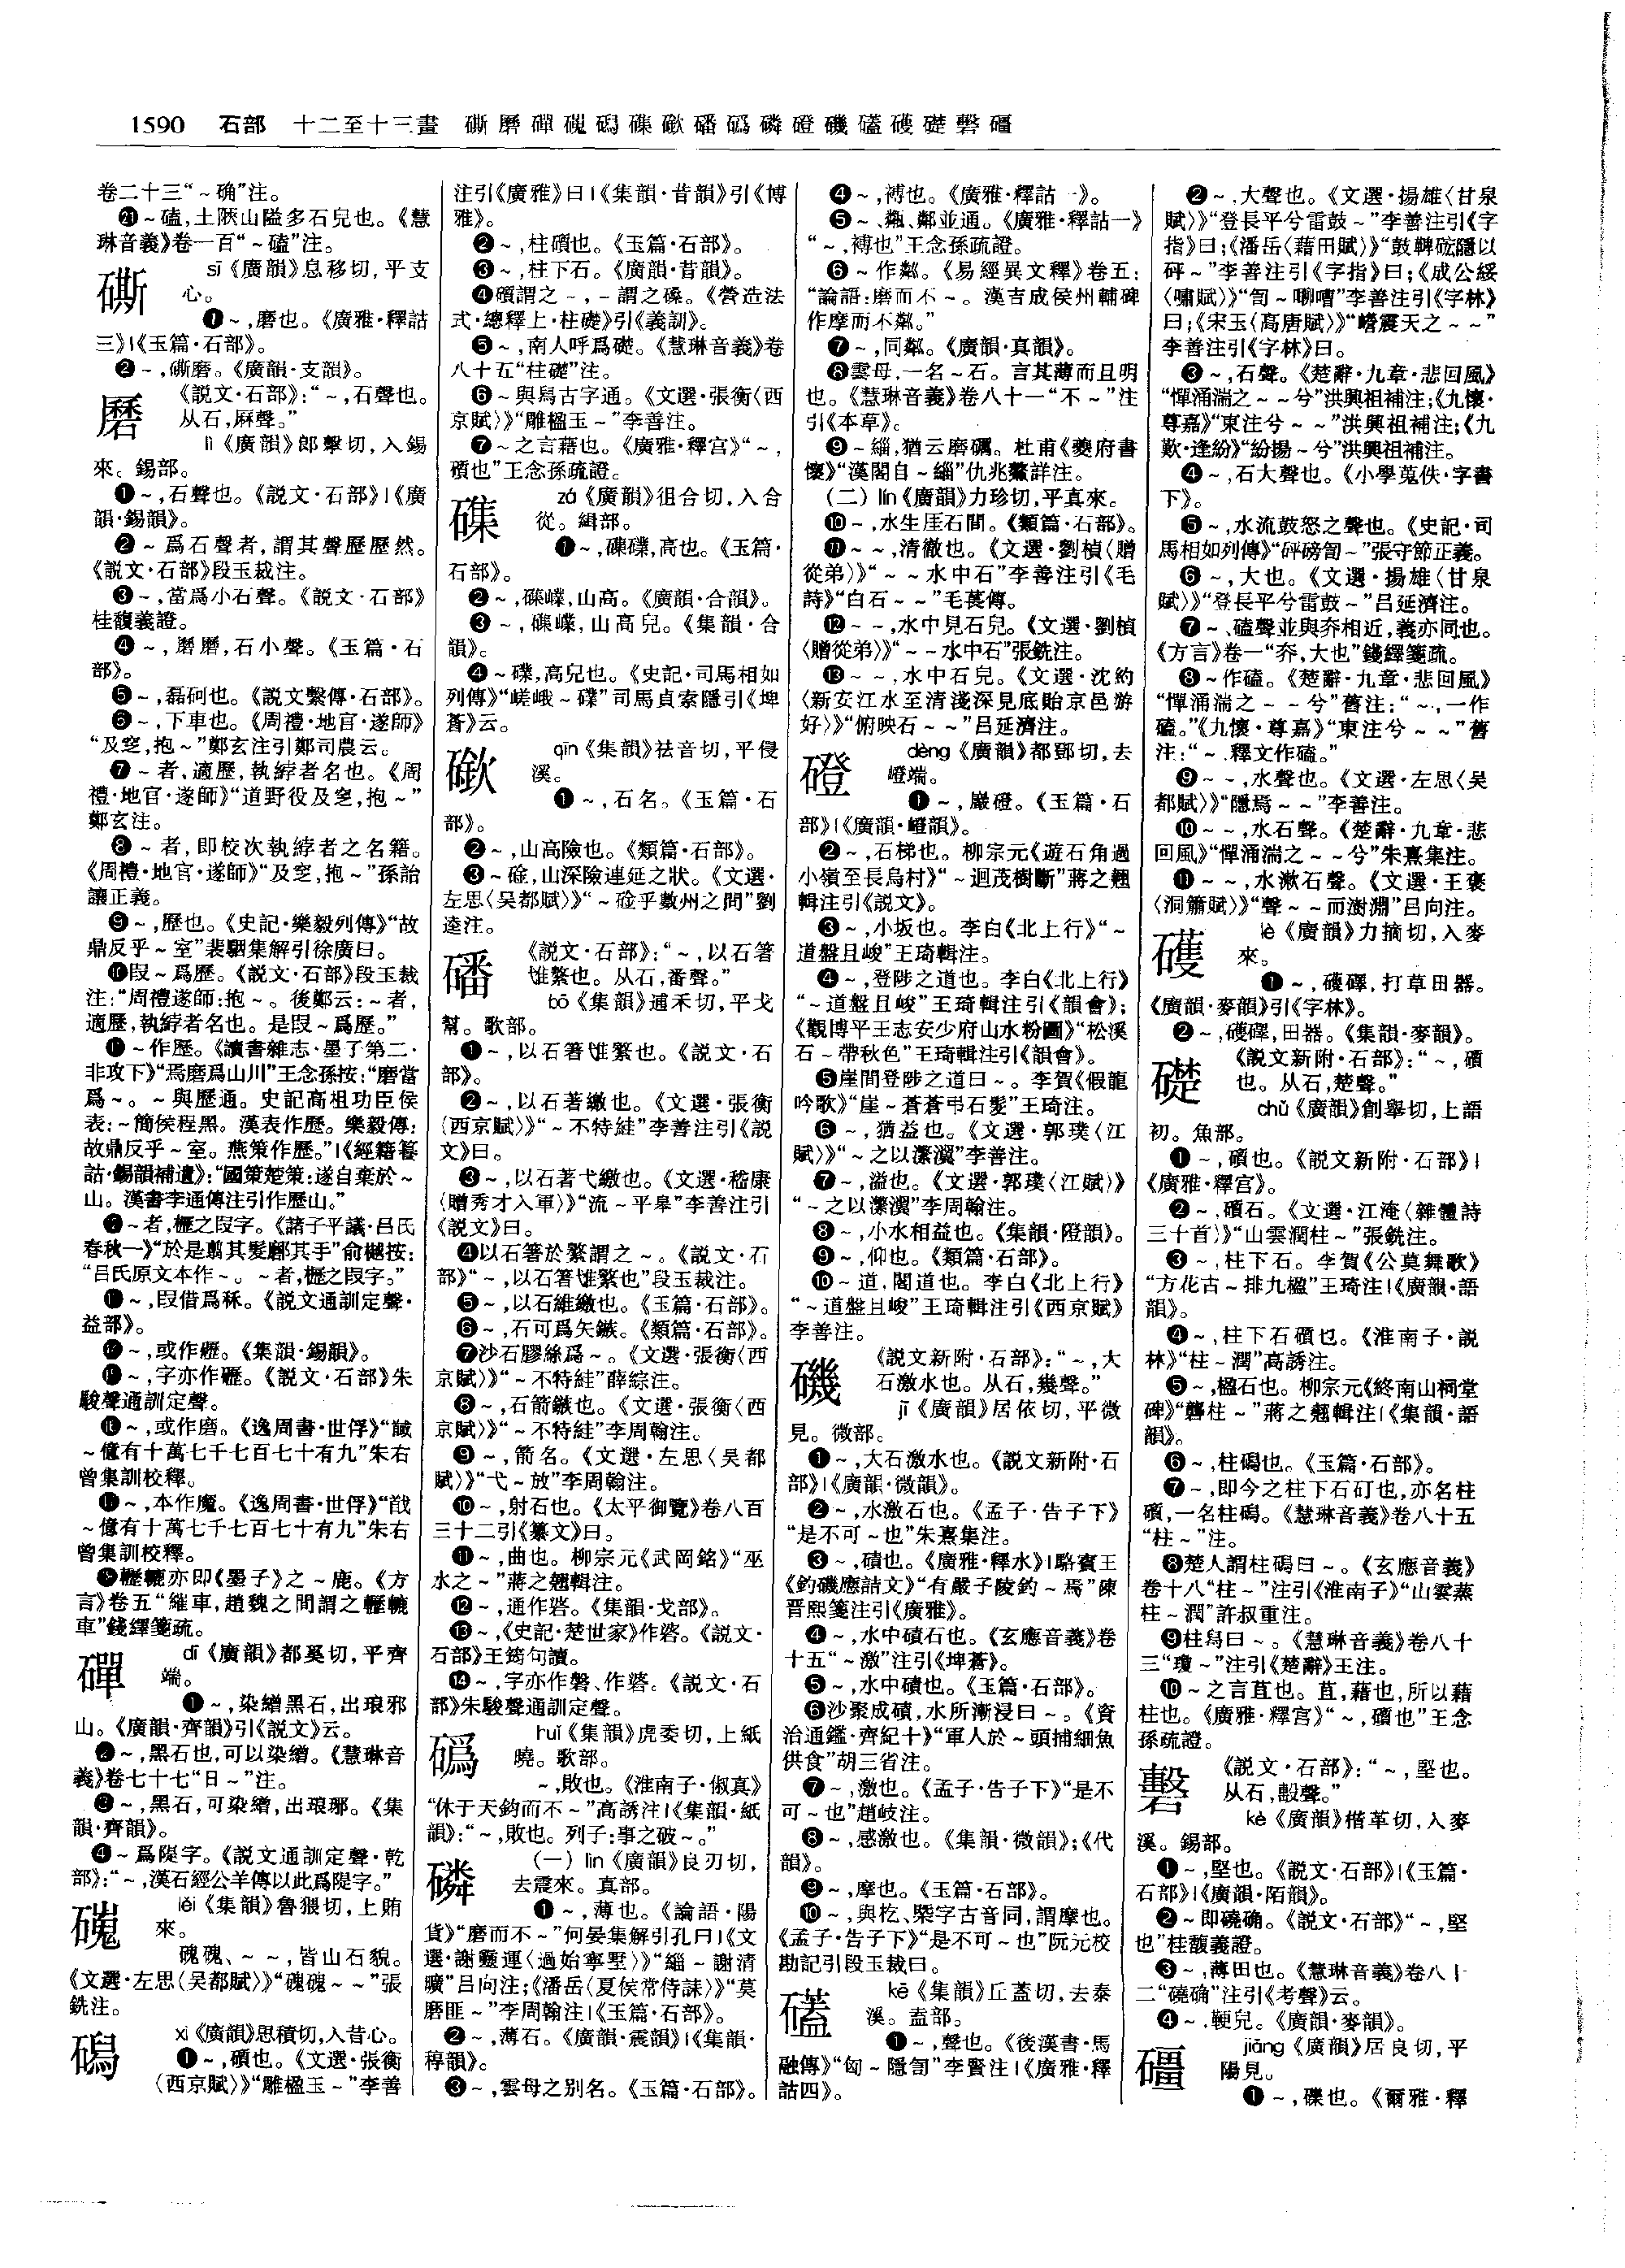 1590 石部 十二至十三畫 磃磿磾磈磶磼礉磻䃣磷磴磯礚䃯礎磬礓
卷二十三“～确”注。
㉑～磕,土陜山隘多石皃也。《慧
琳音義》卷一百“～磕”注。
磃 sī《廣韻》息移切,平支
心。
❶～,磨也。《廣雅·釋詁
三》|《玉篇·石部》。
❷～,磃磨。《廣韻·支韻》。
磿 《説文·石部》:“～,石聲也。
从石,厤聲。”
lì《廣韻》郎擊切,入錫
來。錫部。
❶～,石聲也。《説文·石部》|《廣
韻·錫韻》。
❷～爲石聲者,謂其聲歷歷然。
《説文·石部》段玉裁注。
❸～,當爲小石聲。《説文·石部》
桂馥義證。
❹～,磿磿,石小聲。《玉篇·石
部》。
❺～,磊砢也。《説文繫傳·石部》。
❻～,下車也。《周禮·地官·遂師》
“及窆,抱～”鄭玄注引鄭司農云。
❼～者,適歷,執綍者名也。《周
禮·地官·遂師》“道野役及窆,抱～”
鄭玄注。
❽～者,即校次執綍者之名籍。
《周禮·地官·遂師》“及窆,抱～”孫詒
讓正義。
❾～,歷也。《史記·樂毅列傳》“故
鼎反乎～室”裴駰集解引徐廣曰。
❿叚～爲歷。《説文·石部》段玉裁
注:“周禮遂師:抱～。後鄭云:～者,
適歷,執綍者名也。是叚～爲歷。”
⓫～作歷。《讀書雜志·墨子第二·
非攻下》“焉磨爲山川”王念孫按:“磨當
爲～。～與歷通。史記高祖功臣侯
表:～簡侯程黑。漢表作歷。樂毅傳:
故鼎反乎～室。燕策作歷。”|《經籍籑
詁·錫韻補遺》:“國策楚策:遂自棄於～
山。漢書李通傳注引作歷山。”
⓬～者,櫪之叚字。《諸子平議·吕氏
春秋一》“於是翦其髮䣛其手”俞樾按:
“吕氏原文本作～。～者,櫪之叚字。”
⓭～,叚借爲秝。《説文通訓定聲·
益部》。
⓮～,或作礰。《集韻·錫韻》。
⓯～,字亦作礰。《説文·石部》朱
駿聲通訓定聲。
⓰～,或作磨。《逸周書·世俘》“馘
～億有十萬七千七百七十有九”朱右
曾集訓校釋。
⓱～,本作魔。《逸周書·世俘》“馘
～億有十萬七千七百七十有九”朱右
曾集訓校釋。
⓲轣轆亦即《墨子》之～鹿。《方
言》卷五“維車,趙魏之間謂之轣轆
車”錢繹箋疏。
磾 dī《廣韻》都奚切,平齊
端。
❶～,染繒黑石,出琅邪
山。《廣韻·齊韻》引《説文》云。
❷～,黑石也,可以染繒。《慧琳音
義》卷七十七“日～”注。
❸～,黑石,可染繒,出琅琊。《集
韻·齊韻》。
❹～爲隄字。《説文通訓定聲·乾
部》:“～,漢石經公羊傳以此爲隄字。”
磈 lěi《集韻》魯猥切,上賄
來。
磈磈、～～,皆山石貌。
《文選·左思〈吴都賦〉》“磈磈～～”張
銑注。
磶 xì《廣韻》思積切,入昔心。
❶～,磌也。《文選·張衡
〈西京賦〉》“雕楹玉～”李善
注引《廣雅》曰|《集韻·昔韻》引《博
雅》。
❷～,柱磌也。《玉篇·石部》。
❸～,柱下石。《廣韻·昔韻》。
❹磌謂之～,～謂之磉。《營造法
式·總釋上·柱礎》引《義訓》。
❺～,南人呼爲礎。《慧琳音義》卷
八十五“柱礎”注。
❻～與舄古字通。《文選·張衡〈西
京賦〉》“雕楹玉～”李善注。
❼～之言藉也。《廣雅·釋宫》“～,
磌也”王念孫疏證。
磼 zá《廣韻》徂合切,入合
從。緝部。
❶～,磼礏,高也。《玉篇·
石部》。
❷～,磼礏,山高。《廣韻·合韻》。
❸～,磼礏,山高皃。《集韻·合
韻》。
❹～礏,高皃也。《史記·司馬相如
列傳》“嵯峨～礏”司馬貞索隱引《埤
蒼》云。
qīn《集韻》祛音切,平侵
溪。
❶～,石名。《玉篇·石
部》。
❷～,山高險也。《類篇·石部》。
❸～硶,山深險連延之狀。《文選·
左思〈吴都賦〉》“～硶乎數州之間”劉
逵注。
磻 《説文·石部》:“～,以石箸
隿繁也。从石,番聲。”
bō《集韻》逋禾切,平戈
幫。歌部。
❶～,以石箸隿繁也。《説文·石
部》。
❷～,以石著繳也。《文選·張衡
〈西京賦〉》“～不特絓”李善注引《説
文》曰。
❸～,以石著弋繳也。《文選·嵇康
〈贈秀才入軍〉》“流～平皋”李善注引
《説文》曰。
❹以石箸於繁謂之～。《説文·石
部》“～,以石箸隿繁也”段玉裁注。
❺～,以石維繳也。《玉篇·石部》。
❻～,石可爲矢鏃。《類篇·石部》。
❼沙石膠絲爲～。《文選·張衡〈西
京賦〉》“～不特絓”薛綜注。
❽～,石箭鏃也。《文選·張衡〈西
京賦〉》“～不特絓”李周翰注。
❾～,箭名。《文選·左思〈吴都
賦〉》“弋～放”李周翰注。
❿～,射石也。《太平御覽》卷八百
三十二引《纂文》曰。
⓫～,曲也。柳宗元《武岡銘》“巫
水之～”蔣之翹輯注。
⓬～,通作碆。《集韻·戈部》。
⓭～,《史記·楚世家》作碆。《説文·
石部》王筠句讀。
⓮～,字亦作磐、作碆。《説文·石
部》朱駿聲通訓定聲。
huǐ《集韻》虎委切,上紙
曉。歌部。
～,敗也。《淮南子·俶真》
“休于天鈞而不～”高誘注|《集韻·紙
韻》:“～,敗也。列子:事之破～。”
磷 (一)lìn《廣韻》良刃切,
去震來。真部。
❶～,薄也。《論語·陽
貨》“磨而不～”何晏集解引孔曰|《文
選·謝靈運〈過始寧墅〉》“緇～謝清
曠”吕向注;《潘岳〈夏侯常侍誄〉》“莫
磨匪～”李周翰注|《玉篇·石部》。
❷～,薄石。《廣韻·震韻》|《集韻·
稕韻》。
❸～,雲母之别名。《玉篇·石部》。
❹～,褥也。《廣雅·釋詁一》。
❺～、甐、鄰並通。《廣雅·釋詁一》
“～,褥也”王念孫疏證。
❻～作粼。《易經異文釋》卷五:
“論語:磨而不～。漢吉成侯州輔碑
作摩而不粼。”
❼～,同粼。《廣韻·真韻》。
❽雲母,一名～石。言其薄而且明
也。《慧琳音義》卷八十一“不～”注
引《本草》。
❾～緇,猶云磨礪。杜甫《夔府書
懷》“漢閣自～緇”仇兆鰲詳注。
(二)lín《廣韻》力珍切,平真來。
❿～,水生厓石間。《類篇·石部》。
⓫～～,清徹也。《文選·劉楨〈贈
從弟〉》“～～水中石”李善注引《毛
詩》“白石～～”毛萇傳。
⓬～～,水中見石皃。《文選·劉楨
〈贈從弟〉》“～～水中石”張銑注。
⓭～～,水中石皃。《文選·沈約
〈新安江水至清淺深見底貽京邑游
好〉》“俯映石～～”吕延濟注。
磴 dèng《廣韻》都鄧切,去
嶝端。
❶～,巖磴。《玉篇·石
部》|《廣韻·嶝韻》。
❷～,石梯也。柳宗元《遊石角過
小嶺至長烏村》“～迴茂樹斷”蔣之翹
輯注引《説文》。
❸～,小坂也。李白《北上行》“～
道盤且峻”王琦輯注。
❹～,登陟之道也。李白《北上行》
“～道盤且峻”王琦輯注引《韻會》;
《觀博平王志安少府山水粉圖》“松溪
石～帶秋色”王琦輯注引《韻會》。
❺崖間登陟之道曰～。李賀《假龍
吟歌》“崖～蒼蒼弔石髮”王琦注。
❻～,猶益也。《文選·郭璞〈江
賦〉》“～之以瀿瀷”李善注。
❼～,溢也。《文選·郭璞〈江賦〉》
“～之以瀿瀷”李周翰注。
❽～,小水相益也。《集韻·隥韻》。
❾～,仰也。《類篇·石部》。
❿～道,閣道也。李白《北上行》
“～道盤且峻”王琦輯注引《西京賦》
李善注。
磯 《説文新附·石部》:“～,大
石激水也。从石,幾聲。”
jī《廣韻》居依切,平微
見。微部。
❶～,大石激水也。《説文新附·石
部》|《廣韻·微韻》。
❷～,水激石也。《孟子·告子下》
“是不可～也”朱熹集注。
❸～,磧也。《廣雅·釋水》|駱賓王
《釣磯應詰文》“有嚴子陵釣～焉”陳
晋熙箋注引《廣雅》。
❹～,水中磧石也。《玄應音義》卷
十五“～激”注引《埤蒼》。
❺～,水中磧也。《玉篇·石部》。
❻沙聚成磧,水所漸浸曰～。《資
治通鑑·齊紀十》“軍人於～頭捕細魚
供食”胡三省注。
❼～,激也。《孟子·告子下》“是不
可～也”趙岐注。
❽～,感激也。《集韻·微韻》;《代
韻》。
❾～,摩也。《玉篇·石部》。
❿～,與杚、槩字古音同,謂摩也。
《孟子·告子下》“是不可～也”阮元校
勘記引段玉裁曰。
礚 kē《集韻》丘蓋切,去泰
溪。盍部。
❶～,聲也。《後漢書·馬
融傳》“匈～隱訇”李賢注|《廣雅·釋
詁四》。
❷～,大聲也。《文選·揚雄〈甘泉
賦〉》“登長平兮雷鼓～”李善注引《字
指》曰;《潘岳〈藉田賦〉》“鼓鞞硡隱以
砰～”李善注引《字指》曰;《成公綏
〈嘯賦〉》“訇～聊嘈”李善注引《字林》
曰;《宋玉〈高唐賦〉》“㠔震天之～～”
李善注引《字林》曰。
❸～,石聲。《楚辭·九章·悲回風》
“憚涌湍之～～兮”洪興祖補注;《九懷·
尊嘉》“東注兮～～”洪興祖補注;《九
歎·逢紛》“紛揚～兮”洪興祖補注。
❹～,石大聲也。《小學蒐佚·字書
下》。
❺～,水流鼓怒之聲也。《史記·司
馬相如列傳》“砰磅訇～”張守節正義。
❻～,大也。《文選·揚雄〈甘泉
賦〉》“登長平兮雷鼓～”吕延濟注。
❼～、磕聲並與夰相近,義亦同也。
《方言》卷一“夰,大也”錢繹箋疏。
❽～作磕。《楚辭·九章·悲回風》
“憚涌湍之～～兮”舊注:“～,一作
磕。”《九懷·尊嘉》“東注兮～～”舊
注:“～,釋文作磕。”
❾～～,水聲也。《文選·左思〈吴
都賦〉》“隱焉～～”李善注。
❿～～,水石聲。《楚辭·九章·悲
回風》“憚涌湍之～～兮”朱熹集注。
⓫～～,水漱石聲。《文選·王褒
〈洞簫賦〉》“聲～～而澍淵”吕向注。
lè《廣韻》力摘切,入麥
來。
❶～,䃯礋,打草田器。
《廣韻·麥韻》引《字林》。
❷～,䃯礋,田器。《集韻·麥韻》。
礎 《説文新附·石部》:“～,磌
也。从石,楚聲。”
chǔ《廣韻》創舉切,上語
初。魚部。
❶～,磌也。《説文新附·石部》|
《廣雅·釋宫》。
❷～,磌石。《文選·江淹〈雜體詩
三十首〉》“山雲潤柱～”張銑注。
❸～,柱下石。李賀《公莫舞歌》
“方花古～排九楹”王琦注|《廣韻·語
韻》。
❹～,柱下石磌也。《淮南子·説
林》“柱～潤”高誘注。
❺～,楹石也。柳宗元《終南山祠堂
碑》“礱柱～”蔣之翹輯注|《集韻·語
韻》。
❻～,柱碣也。《玉篇·石部》。
❼～,即今之柱下石矴也,亦名柱
磌,一名柱碣。《慧琳音義》卷八十五
“柱～”注。
❽楚人謂柱碣曰～。《玄應音義》
卷十八“柱～”注引《淮南子》“山雲蒸
柱～潤”許叔重注。
❾柱舄曰～。《慧琳音義》卷八十
三“瓊～”注引《楚辭》王注。
❿～之言苴也。苴,藉也,所以藉
柱也。《廣雅·釋宫》“～,磌也”王念
孫疏證。
《説文·石部》:“～,堅也。
从石,毄聲。”
kè《廣韻》楷革切,入麥
溪。錫部。
❶～,堅也。《説文·石部》|《玉篇·
石部》|《廣韻·陌韻》。
❷～即磽确。《説文·石部》“～,堅
也”桂馥義證。
❸～,薄田也。《慧琳音義》卷八十
二“磽确”注引《考聲》云。
❹～,鞕皃。《廣韻·麥韻》。
礓 jiāng《廣韻》居良切,平
陽見。
❶～,礫也。《爾雅·釋